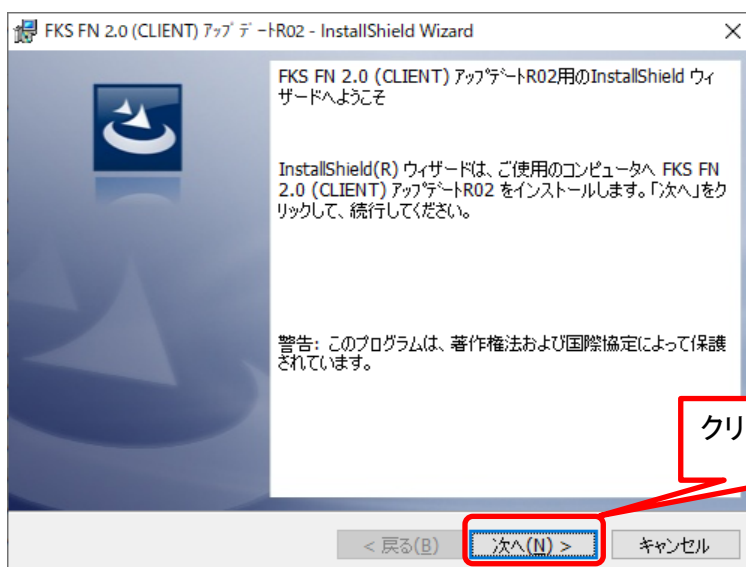 FKS FN 2.0 (CLIENT) ｱｯﾌﾟﾃﾞｰﾄR02 - InstallShield Wizard
FKS FN 2.0 (CLIENT) ｱｯﾌﾟﾃﾞｰﾄR02用のInstallShield ウィ
ザードへようこそ
InstallShield(R) ウィザードは、ご使用のコンピュータへ FKS FN
2.0 (CLIENT) ｱｯﾌﾟﾃﾞｰﾄR02 をインストールします。「次へ」をク
リックして、続行してください。
警告: このプログラムは、著作権法および国際協定によって保護
されています。
クリ
< 戻る(B)
次へ(N) >
キャンセル